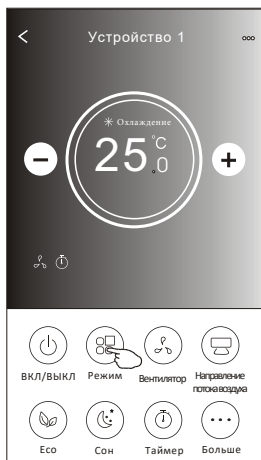 Устройство 1
Охлаждение
25.0°C
ВКЛ/ВЫКЛ
Режим
Вентилятор
Направление
потока воздуха
Eco
Сон
Таймер
Больше